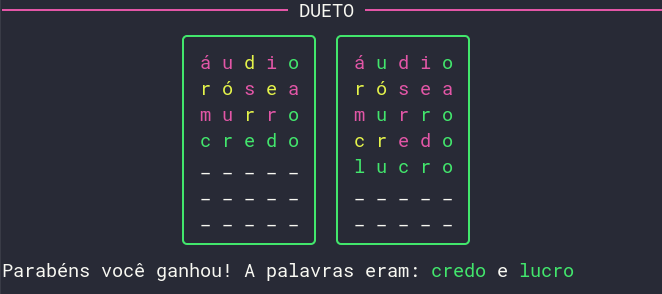 DUETO
á u d i o á u d i o
r ó s e a r ó s e a
m u r r o m u r r o
c r e d o c r e d o
_ _ _ _ _ l u c r o
_ _ _ _ _ _ _ _ _ _
_ _ _ _ _ _ _ _ _ _
Parabéns você ganhou! A palavras eram: credo e lucro